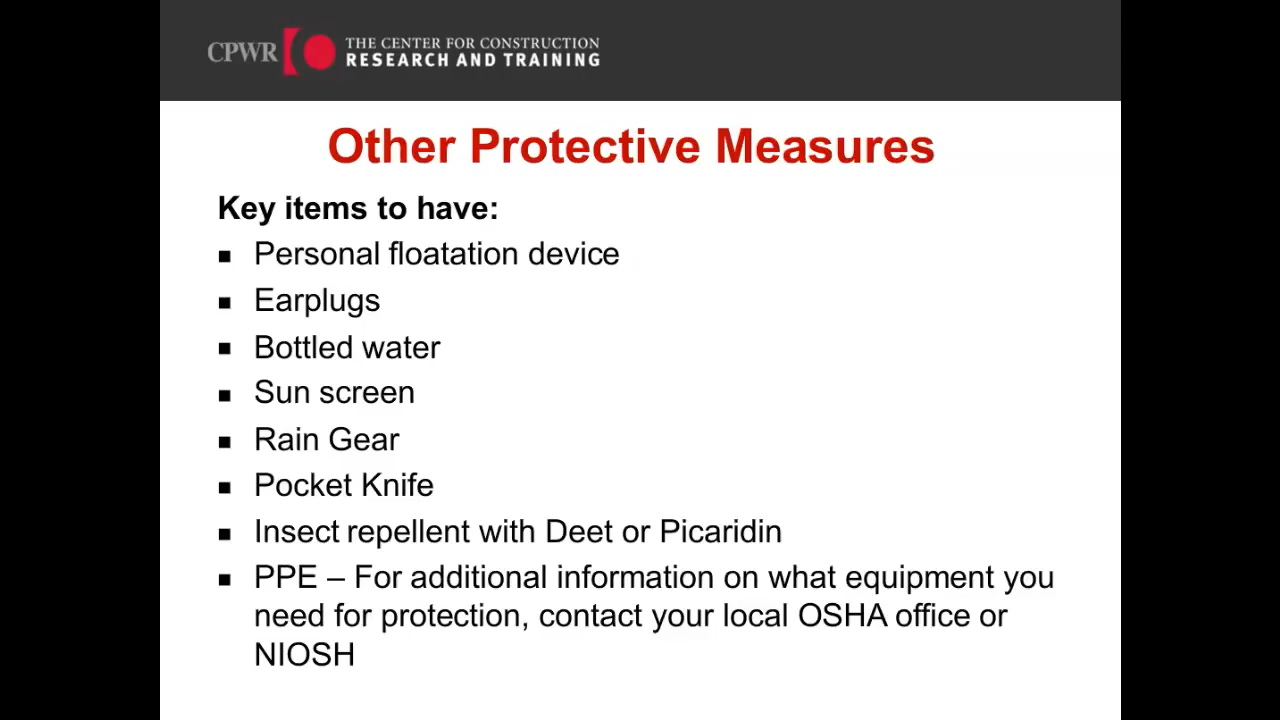 CPWR
THE CENTER FOR CONSTRUCTION
RESEARCH AND TRAINING
Other Protective Measures
Key items to have:
▪ Personal floatation device
▪ Earplugs
▪ Bottled water
▪ Sun screen
▪ Rain Gear
▪ Pocket Knife
▪ Insect repellent with Deet or Picaridin
▪ PPE – For additional information on what equipment you
need for protection, contact your local OSHA office or
NIOSH